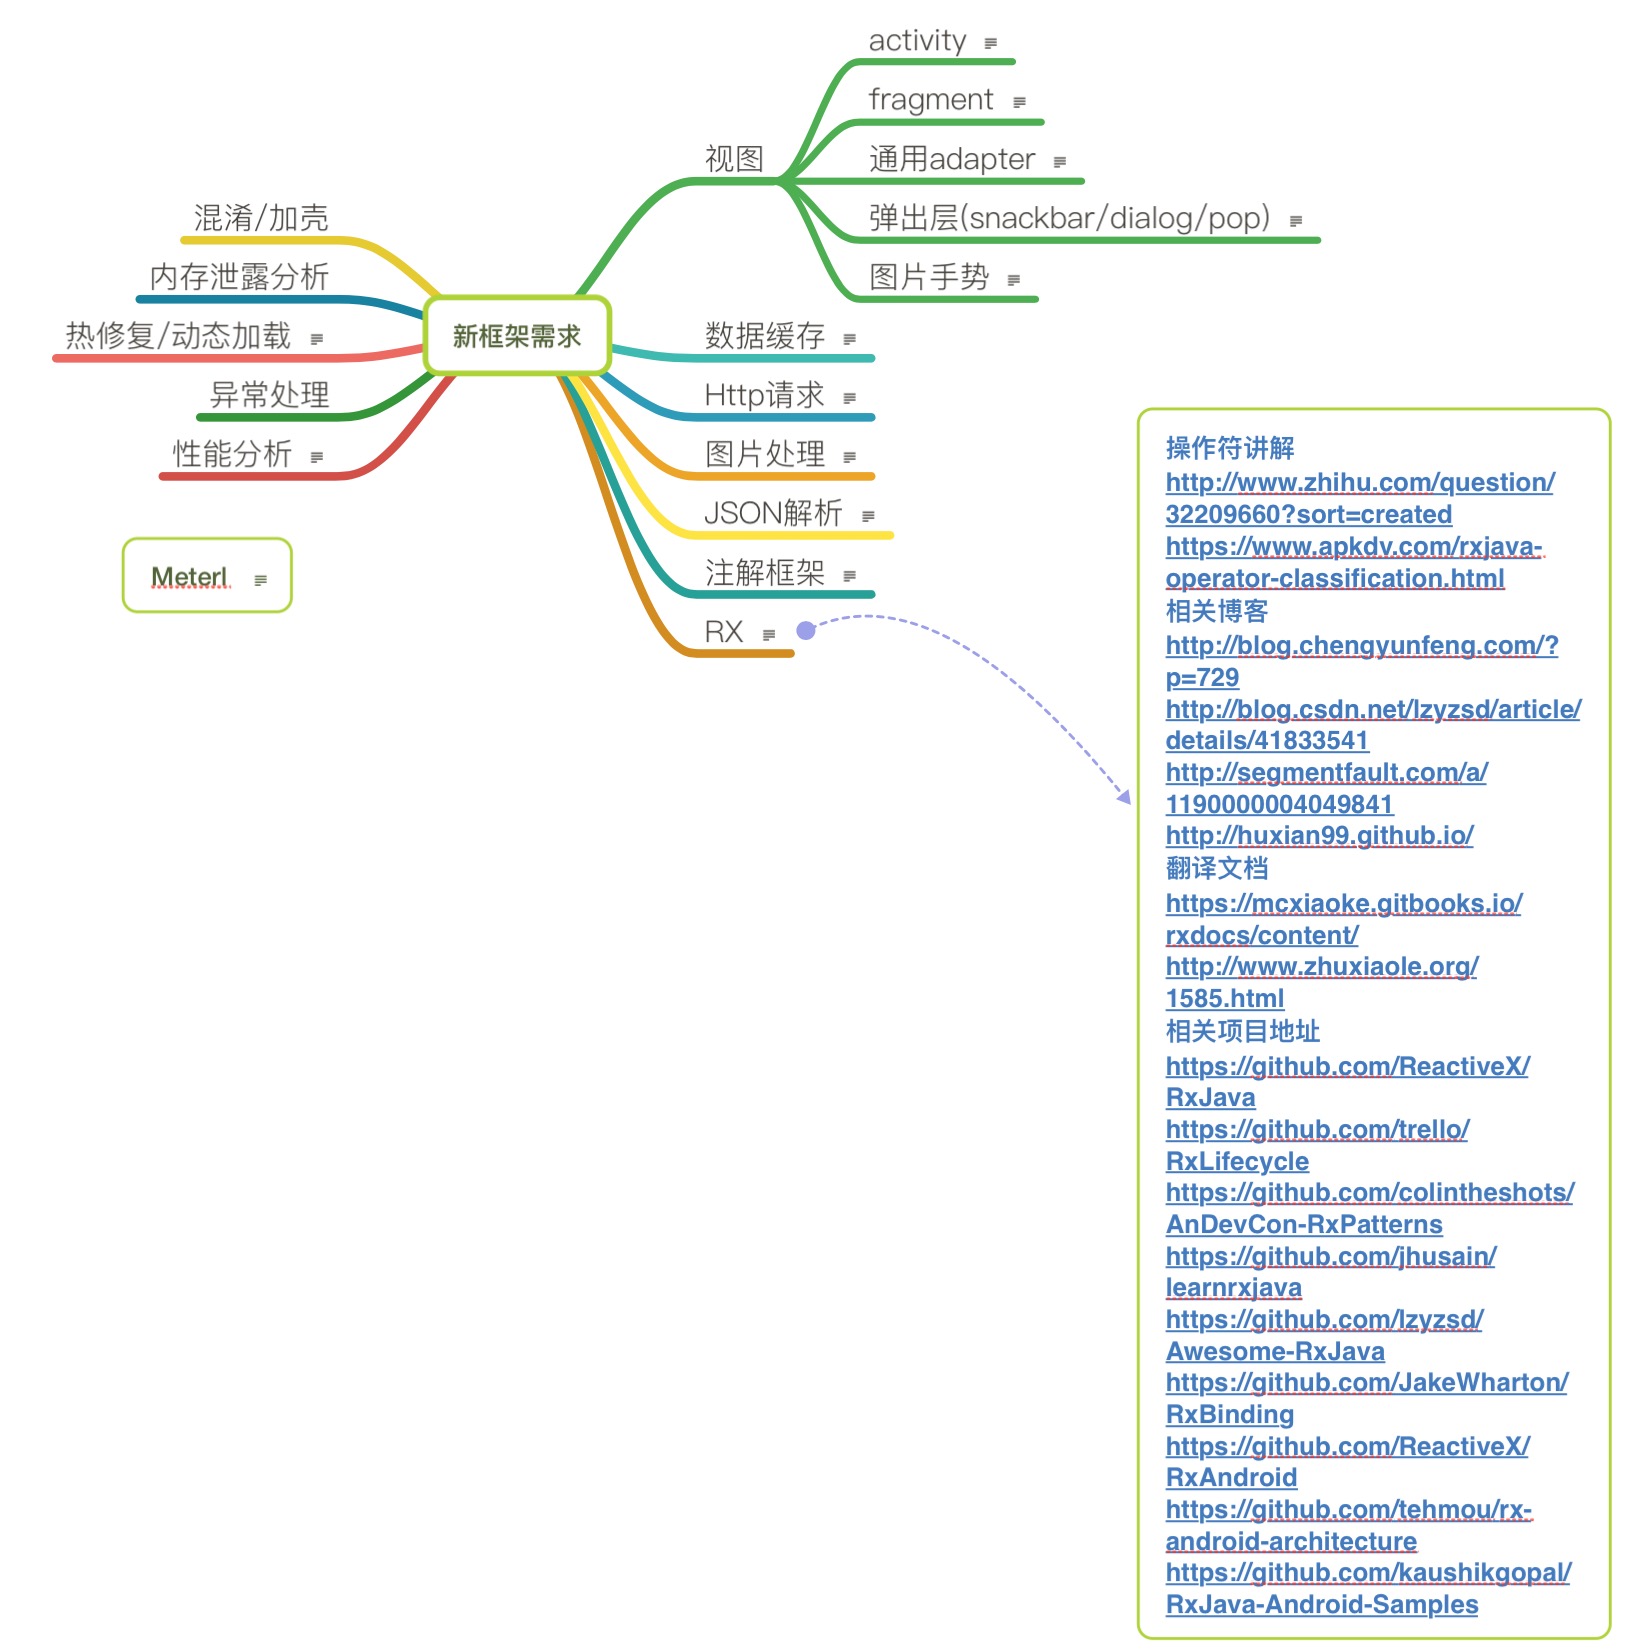 activity
fragment
视图
通用adapter
混淆/加壳
弹出层(snackbar/dialog/pop)
内存泄露分析
图片手势
热修复/动态加载
新框架需求
数据缓存
异常处理
Http请求
性能分析
图片处理
JSON解析
Meterl
注解框架
RX
操作符讲解
http://www.zhihu.com/question/
32209660?sort=created
https://www.apkdv.com/rxjava-
operator-classification.html
相关博客
http://blog.chengyunfeng.com/?
p=729
http://blog.csdn.net/lzyzsd/article/
details/41833541
http://segmentfault.com/a/
1190000004049841
http://huxian99.github.io/
翻译文档
https://mcxiaoke.gitbooks.io/
rxdocs/content/
http://www.zhuxiaole.org/
1585.html
相关项目地址
https://github.com/ReactiveX/
RxJava
https://github.com/trello/
RxLifecycle
https://github.com/colintheshots/
AnDevCon-RxPatterns
https://github.com/jhusain/
learnrxjava
https://github.com/lzyzsd/
Awesome-RxJava
https://github.com/JakeWharton/
RxBinding
https://github.com/ReactiveX/
RxAndroid
https://github.com/tehmou/rx-
android-architecture
https://github.com/kaushikgopal/
RxJava-Android-Samples